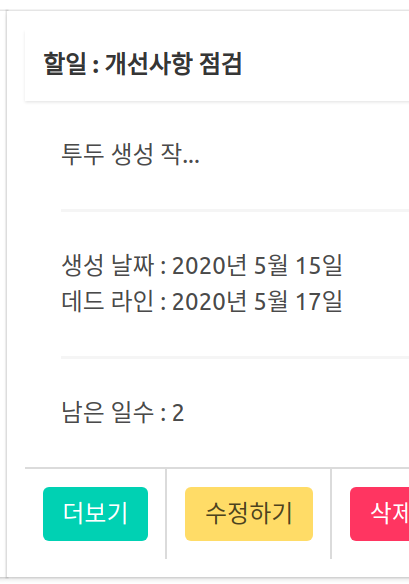 할일 : 개선사항 점검
투두 생성 작...
생성 날짜 : 2020년 5월 15일
데드 라인 : 2020년 5월 17일
남은 일수 : 2
더보기 수정하기 삭제